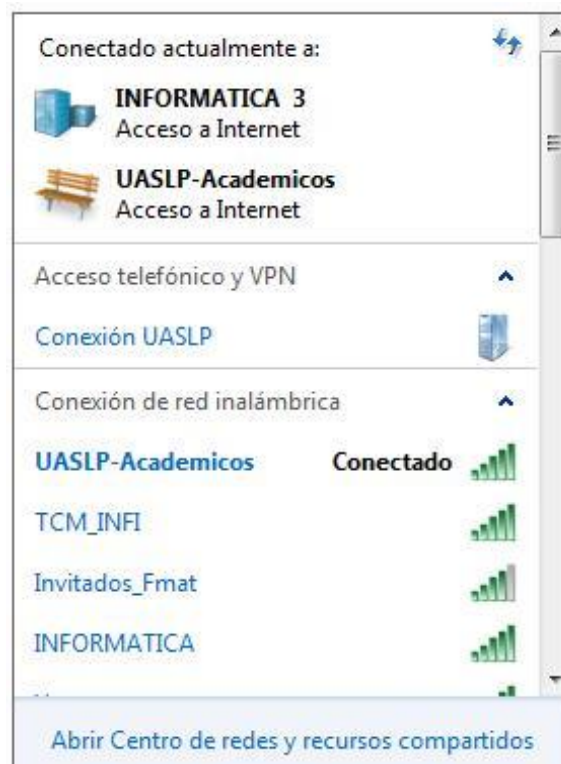 Conectado actualmente a:
INFORMATICA 3
Acceso a Internet
UASLP-Academicos
Acceso a Internet
Acceso telefónico y VPN
Conexión UASLP
Conexión de red inalámbrica
UASLP-Academicos Conectado
TCM_INFI
Invitados_Fmat
INFORMATICA
Abrir Centro de redes y recursos compartidos